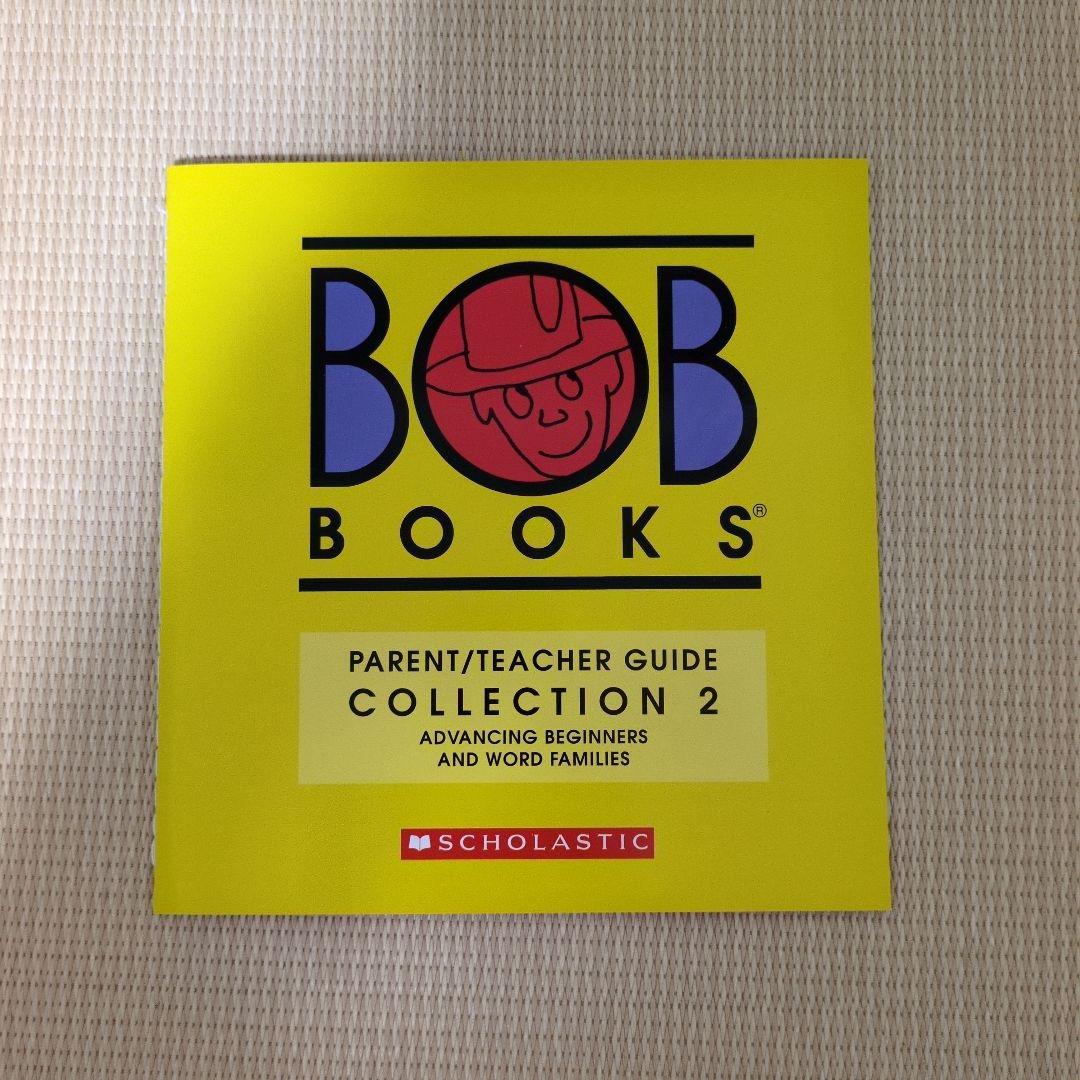 BOB
BOOKS®
PARENT/TEACHER GUIDE
COLLECTION 2
ADVANCING BEGINNERS
AND WORD FAMILIES
SCHOLASTIC